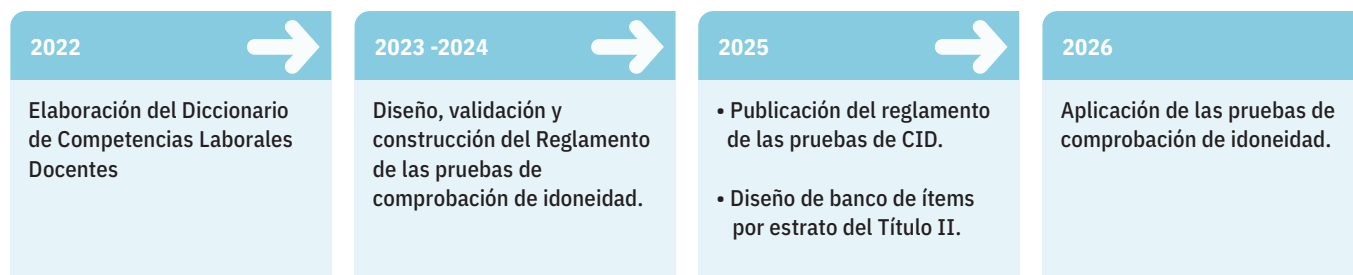 2022
Elaboración del Diccionario
de Competencias Laborales
Docentes
2023 -2024
Diseño, validación y
construcción del Reglamento
de las pruebas de
comprobación de idoneidad.
2025
• Publicación del reglamento
de las pruebas de CID.
• Diseño de banco de ítems
por estrato del Título II.
2026
Aplicación de las pruebas de
comprobación de idoneidad.